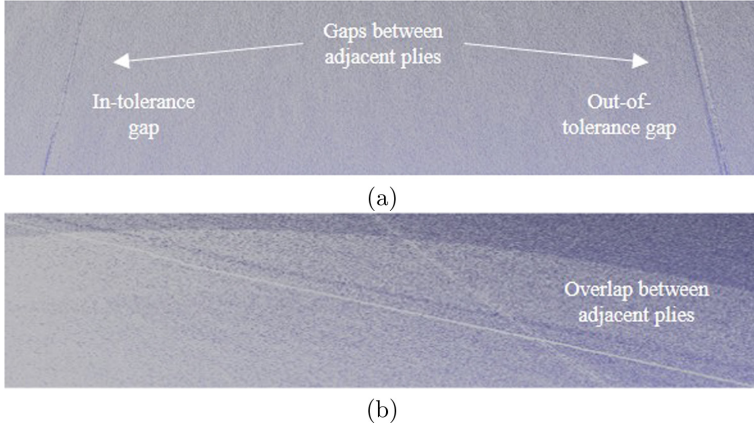 Gaps between
adjacent plies
In-tolerance
gap
Out-of-
tolerance gap
(a)
Overlap between
adjacent plies
(b)